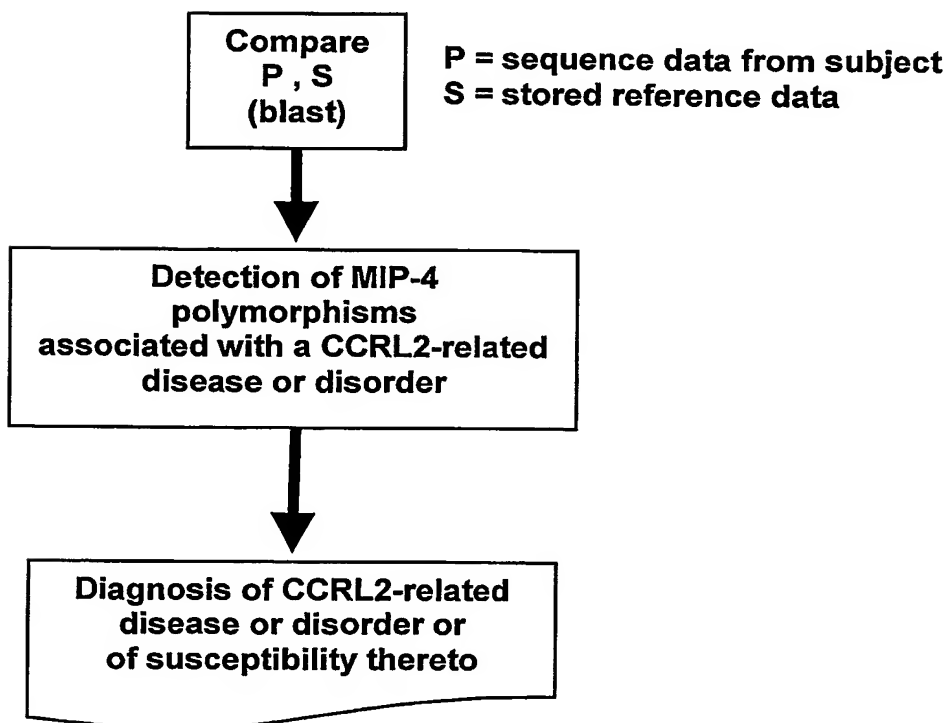 Compare
P , S
(blast)
P = sequence data from subject
S = stored reference data
Detection of MIP-4
polymorphisms
associated with a CCRL2-related
disease or disorder
Diagnosis of CCRL2-related
disease or disorder or
of susceptibility thereto